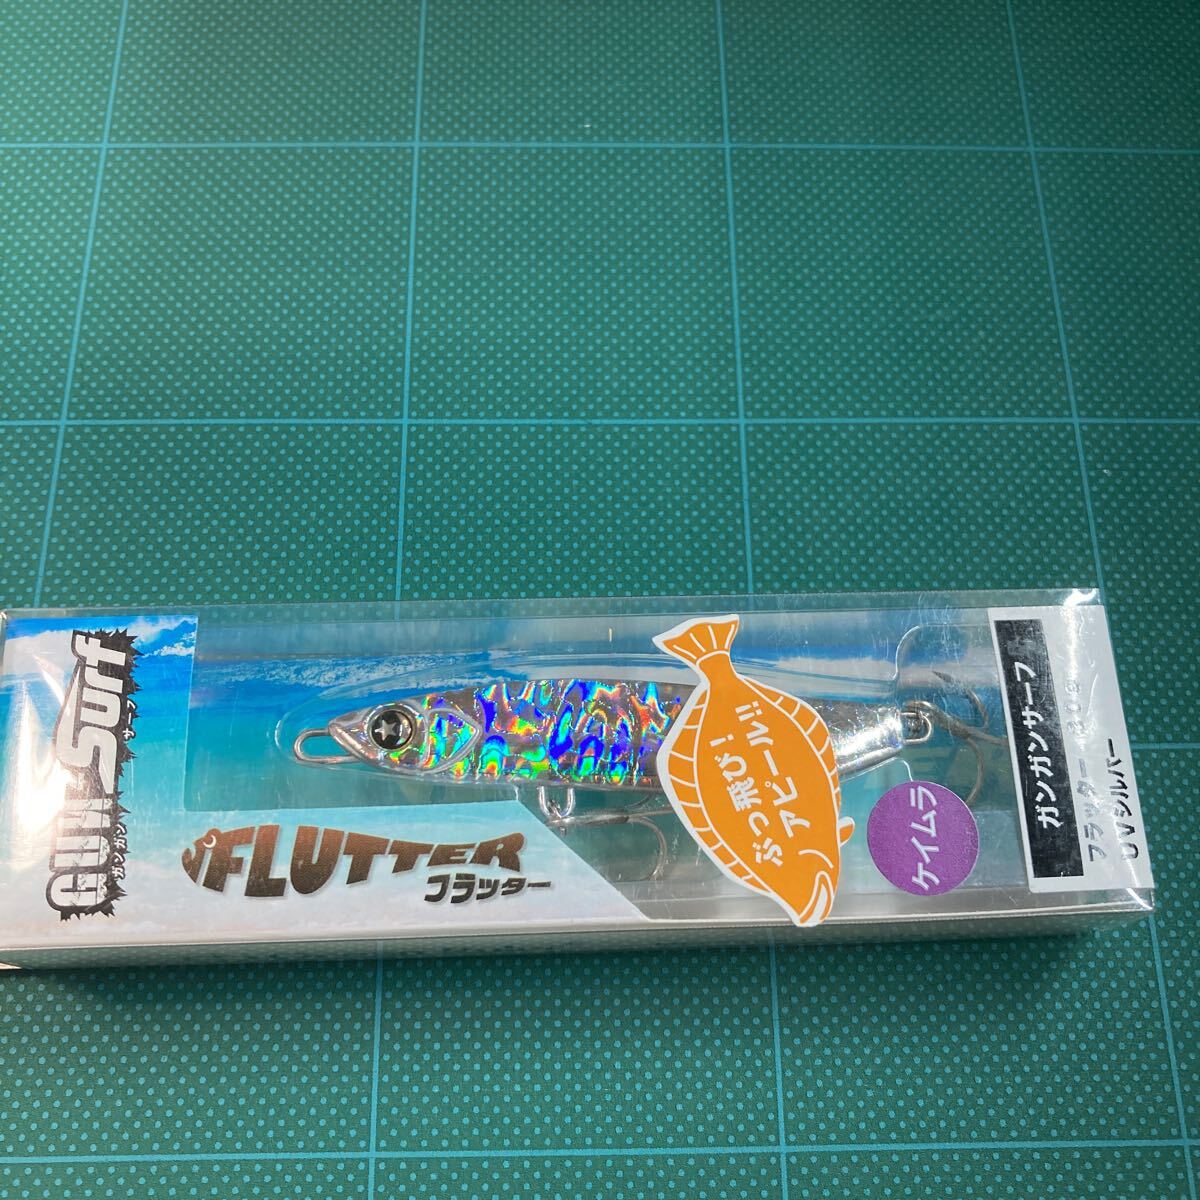 Surf
サーフ
ガンガン
FLUTTER
フラッター
ぶっ飛び!
アピール!!
ケイムラ
ガンガンサーフ
フラッター
UVシルバー